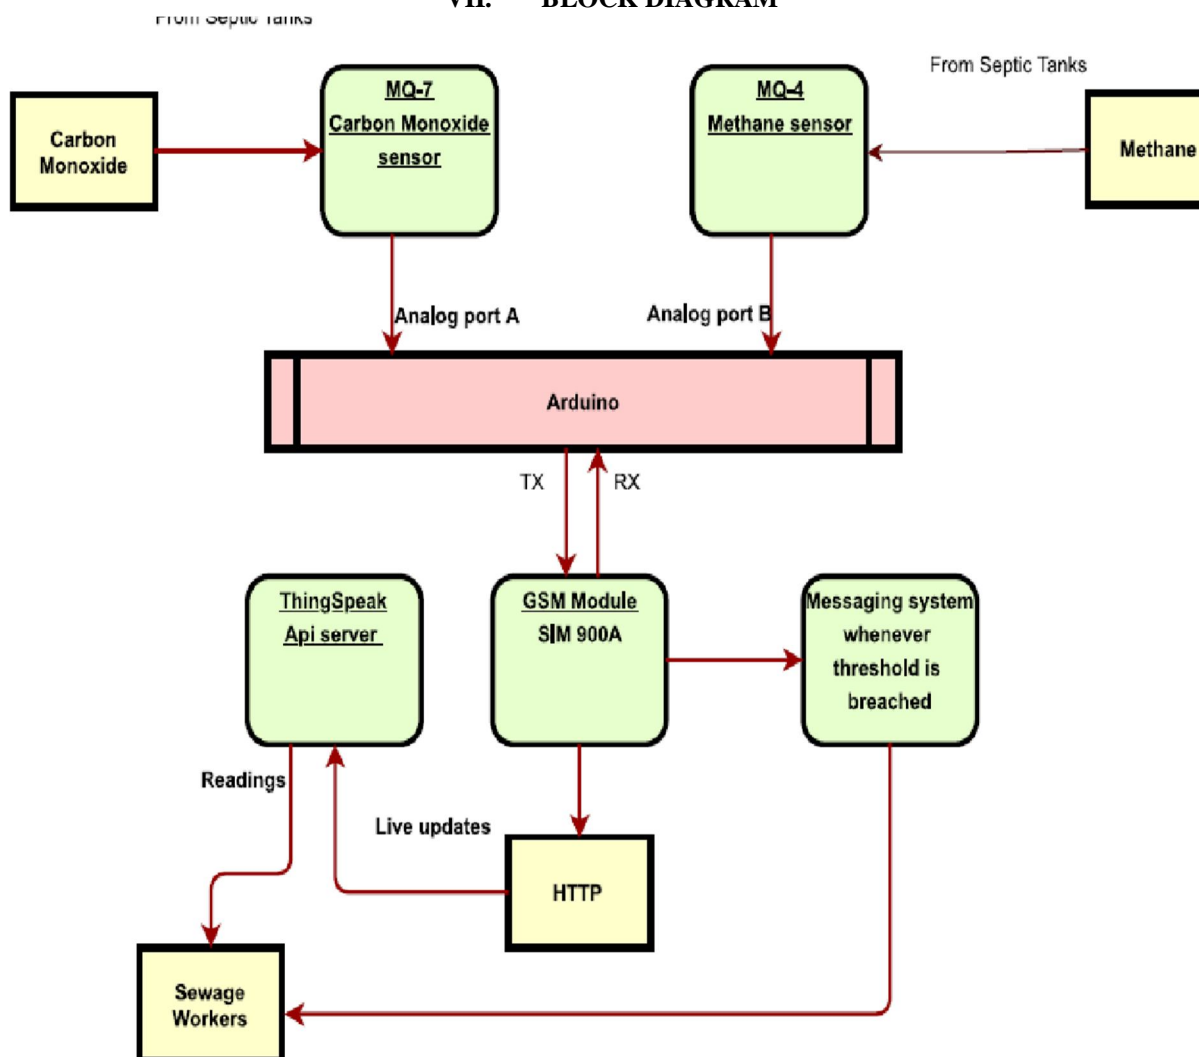 VII. BLOCK DIAGRAM
From Septic Tanks
From Septic Tanks
Carbon
Monoxide
MQ-7
Carbon Monoxide
sensor
MQ-4
Methane sensor
Methane
Analog port A
Analog port B
Arduino
TX
RX
ThingSpeak
Api server
GSM Module
SIM 900A
Messaging system
whenever
threshold is
breached
Readings
Live updates
HTTP
Sewage
Workers